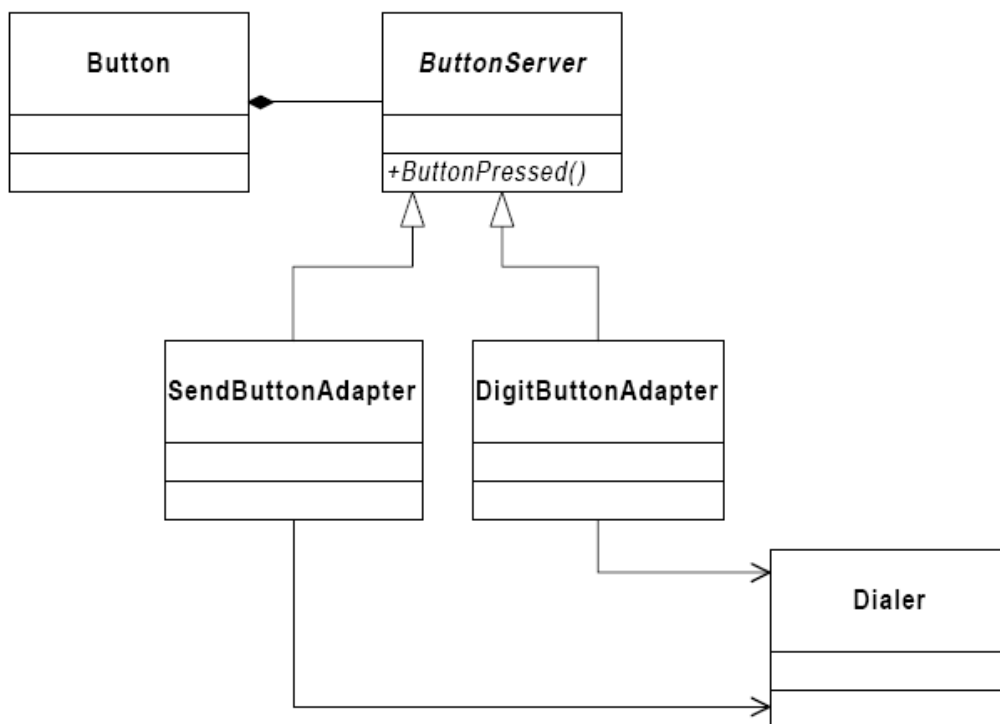 Button
ButtonServer
+ButtonPressed()
SendButtonAdapter
DigitButtonAdapter
Dialer